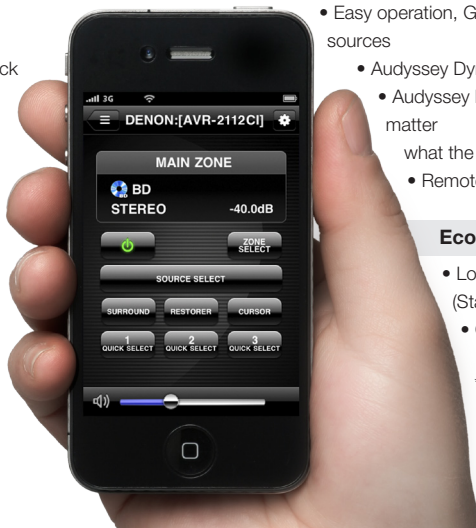 • Easy operation, G
sources
ck
• Audyssey Dy
• Audyssey
matter
what the
• Remot
Eco
• Lo
(Sta
•
3G
DENON:[AVR-2112CI]
MAIN ZONE
BD
STEREO -40.0dB
ZONE
SELECT
SOURCE SELECT
SURROUND RESTORER CURSOR
1 2 3
QUICK SELECT QUICK SELECT QUICK SELECT